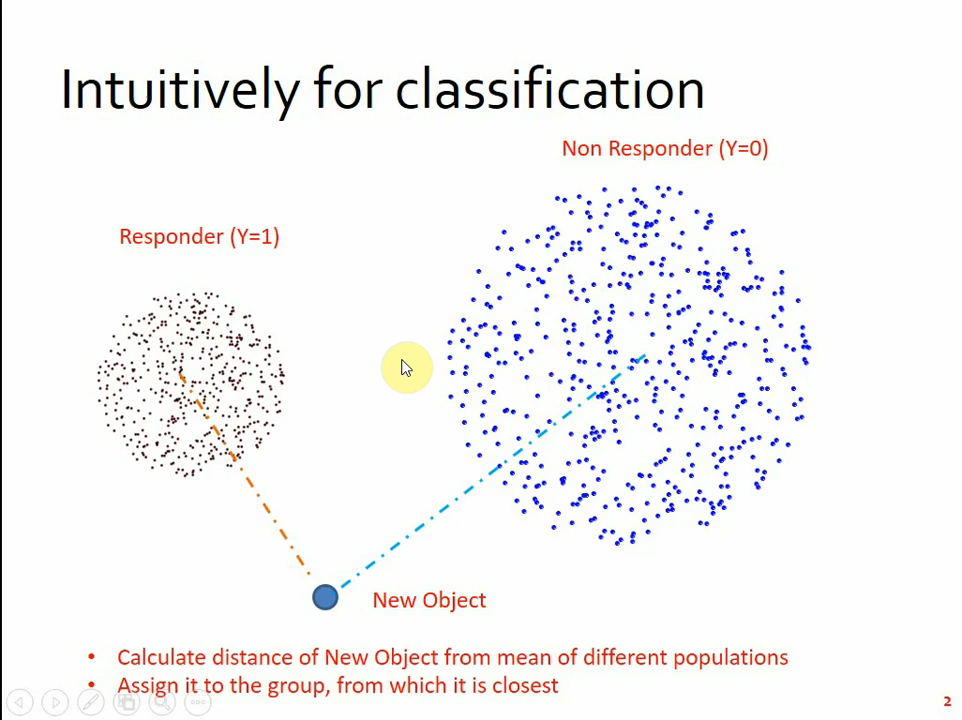 Intuitively for classification
Non Responder (Y=0)
Responder (Y=1)
New Object
• Calculate distance of New Object from mean of different populations
• Assign it to the group, from which it is closest
2